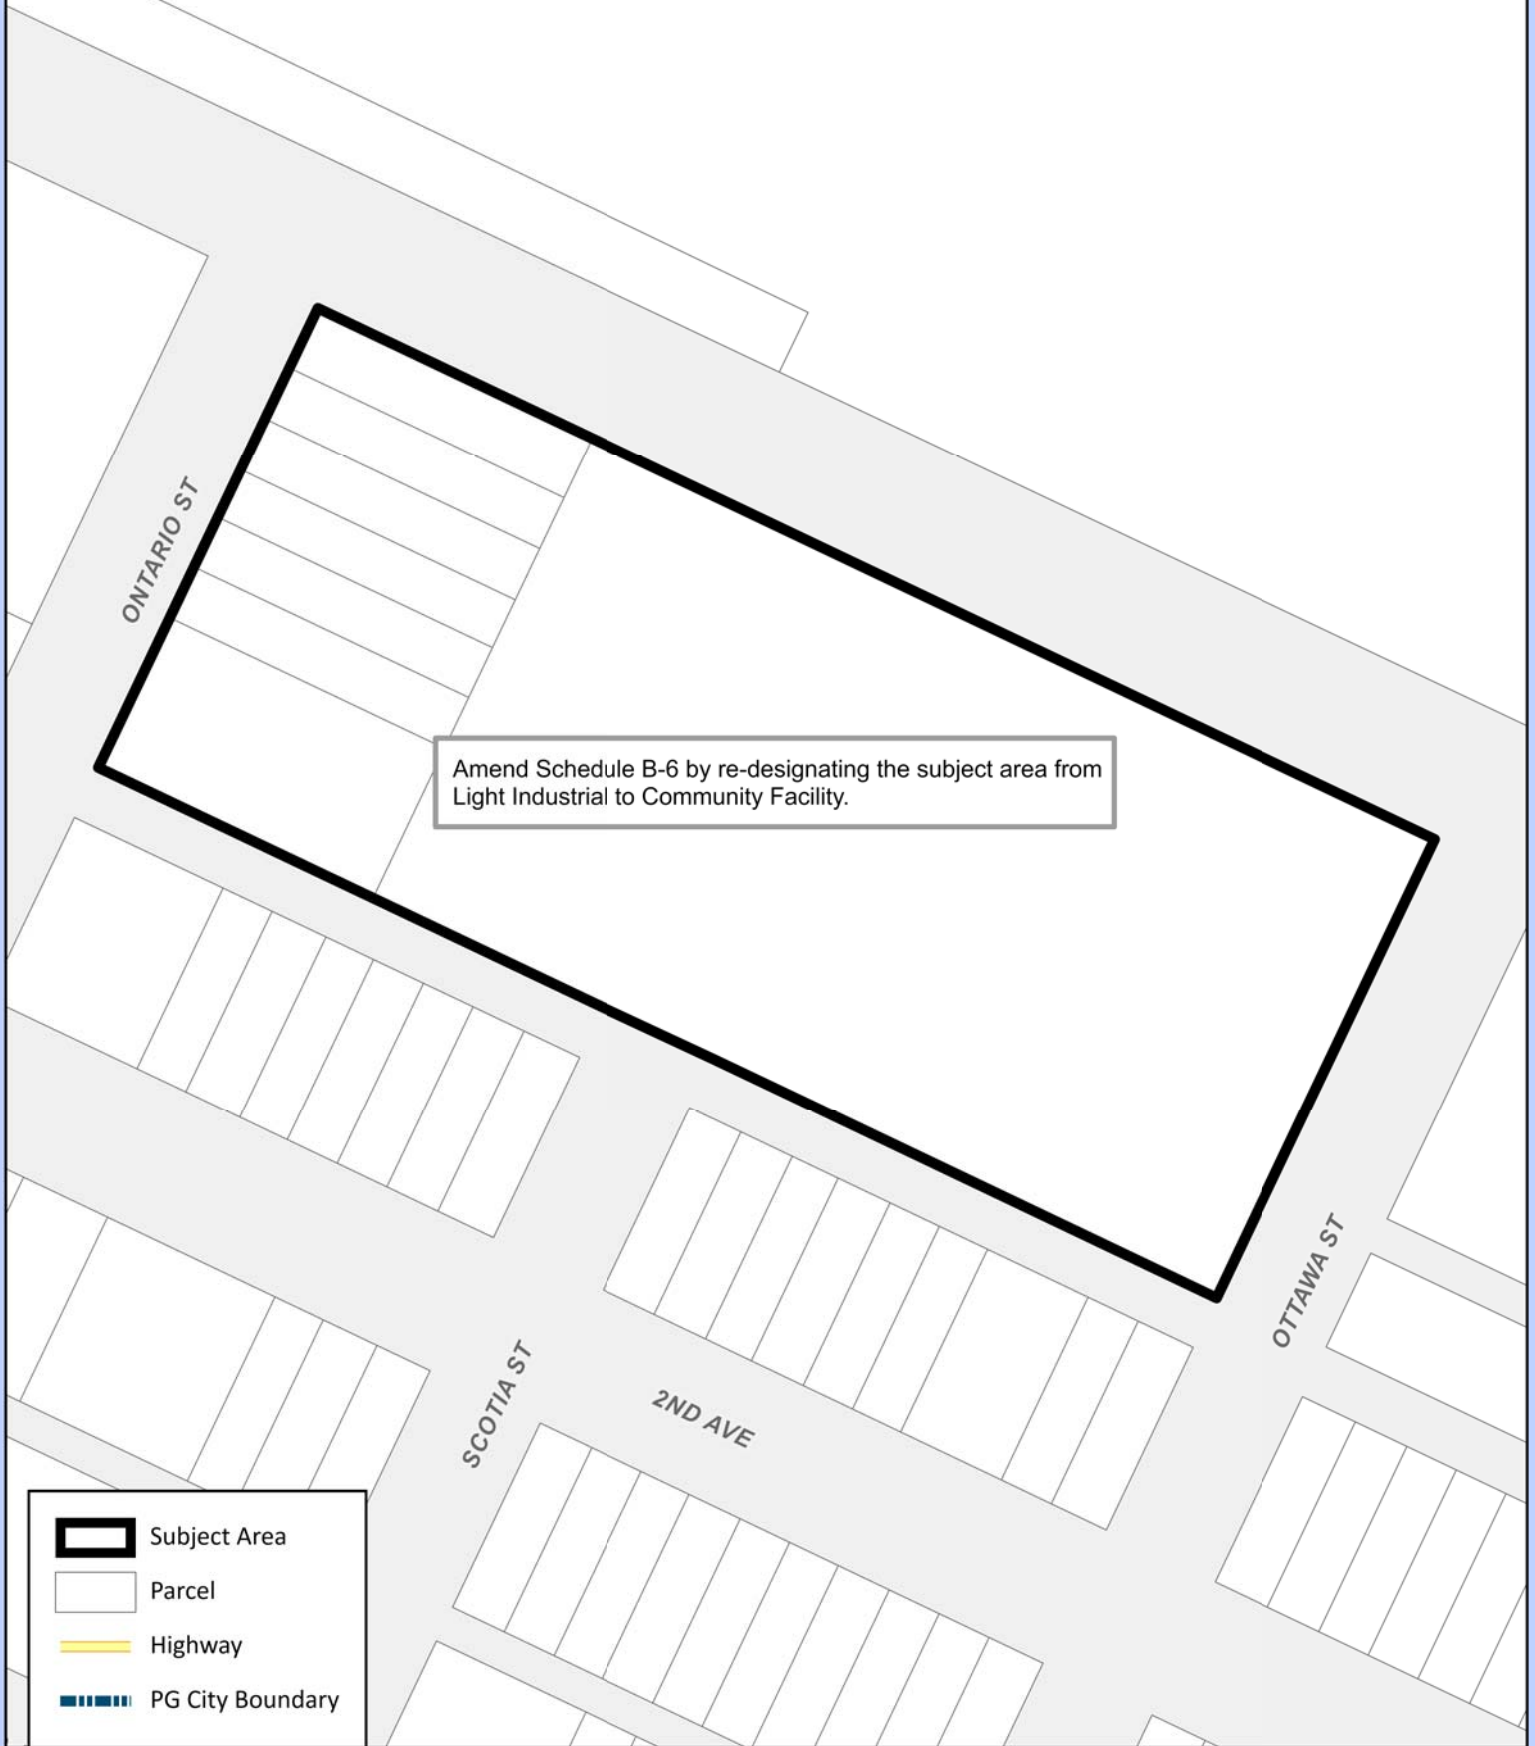 ONTARIO ST
Amend Schedule B-6 by re-designating the subject area from
Light Industrial to Community Facility.
OTTAWA ST
SCOTIA ST
2ND AVE
Subject Area
Parcel
Highway
PG City Boundary